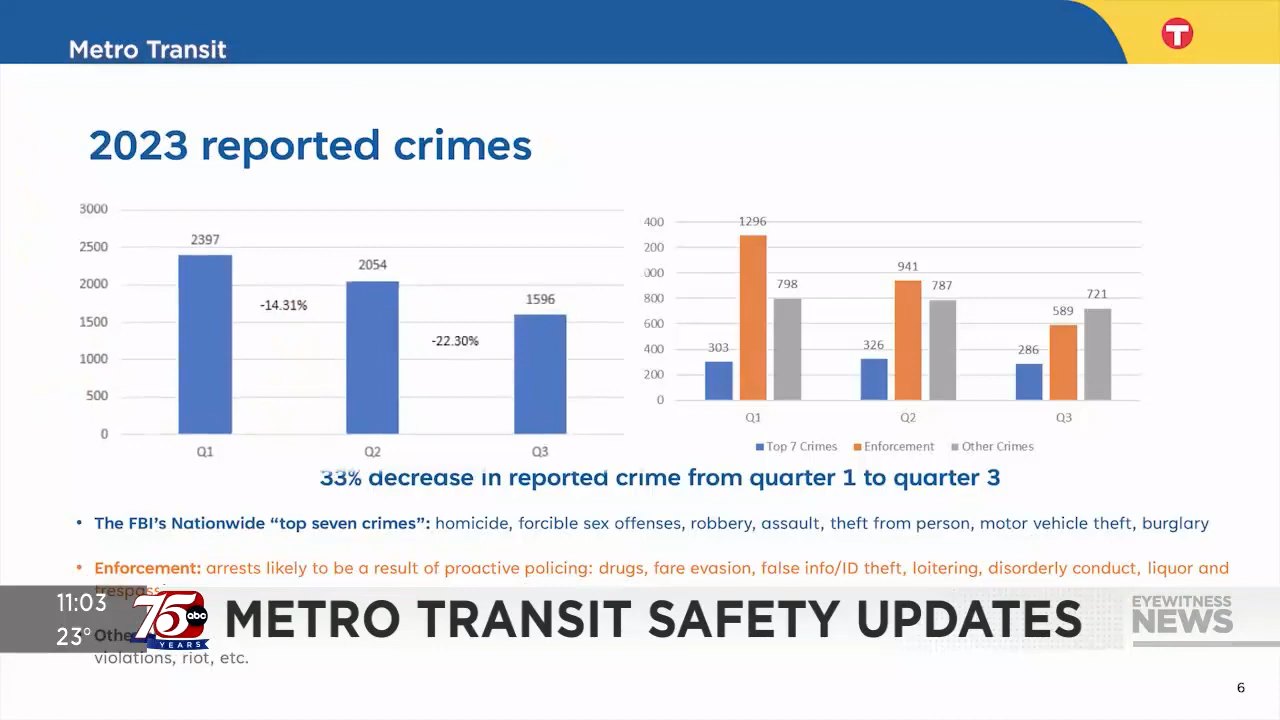 Metro Transit
T
2023 reported crimes
3000
2500
2000
1500
1000
500
0
2397
2054
1596
-14.31%
-22.30%
Q1
Q2
Q3
400
200
000
800
600
400
200
0
1296
303
798
941
326
787
589
286
721
Q1
Q2
Q3
Top 7 Crimes Enforcement Other Crimes
33% decrease in reported crime from quarter 1 to quarter 3
• The FBI's Nationwide “top seven crimes”: homicide, forcible sex offenses, robbery, assault, theft from person, motor vehicle theft, burglary
• Enforcement: arrests likely to be a result of proactive policing: drugs, fare evasion, false info/ID theft, loitering, disorderly conduct, liquor and
11:03
23°
75 abc
YEARS
METRO TRANSIT SAFETY UPDATES
EYEWITNESS
NEWS
violations, riot, etc.
6